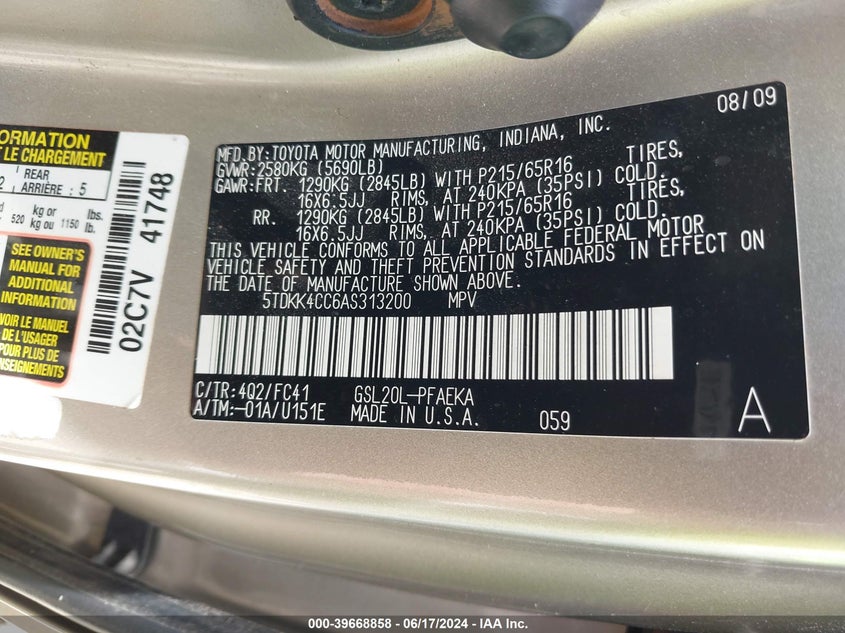 ORMATION
LE CHARGEMENT
REAR
ARRIÈRE : 5
520 kg or kg ou 1150 lbs. lb.
SEE OWNER'S
MANUAL FOR
ADDITIONAL
INFORMATION
VOIR LE MANUEL
DE L'USAGER
POUR PLUS DE
02C7V 41748
08/09
MFD.BY:TOYOTA MOTOR MANUFACTURING, INDIANA, INC.
GVWR:2580KG (5690LB)
GAWR:FRT. 1290KG (2845LB) WITH P215/65R16 TIRES,
16X6.5JJ RIMS, AT 240KPA (35PSI) COLD.
RR. 1290KG (2845LB) WITH P215/65R16 TIRES,
16X6.5JJ RIMS, AT 240KPA (35PSI) COLD.
THIS VEHICLE CONFORMS TO ALL APPLICABLE FEDERAL MOTOR
VEHICLE SAFETY AND THEFT PREVENTION STANDARDS IN EFFECT ON
THE DATE OF MANUFACTURE SHOWN ABOVE.
5TDKK4CC6AS313200 MPV
C/TR:4Q2/FC41 GSL20L-PFAEKA
A/TM:-01A/U151E MADE IN U.S.A. 059 A
000-39668858 - 06/17/2024 - IAA Inc.